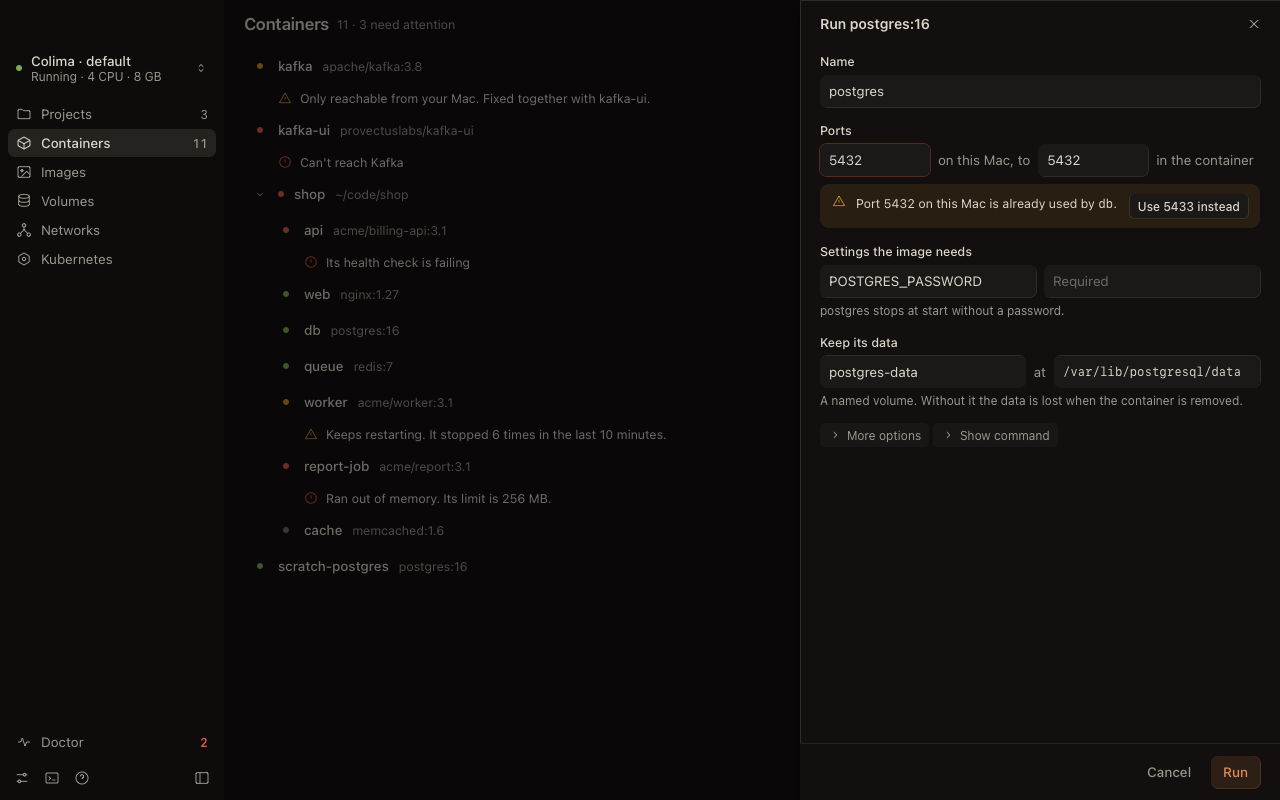 Colima · default
Running · 4 CPU · 8 GB
Projects 3
Containers 11
Images
Volumes
Networks
Kubernetes
Doctor 2
Containers 11 · 3 need attention
kafka apache/kafka:3.8
Only reachable from your Mac. Fixed together with kafka-ui.
kafka-ui provectuslabs/kafka-ui
Can't reach Kafka
shop ~/code/shop
api acme/billing-api:3.1
Its health check is failing
web nginx:1.27
db postgres:16
queue redis:7
worker acme/worker:3.1
Keeps restarting. It stopped 6 times in the last 10 minutes.
report-job acme/report:3.1
Ran out of memory. Its limit is 256 MB.
cache memcached:1.6
scratch-postgres postgres:16
Run postgres:16
Name
postgres
Ports
5432 on this Mac, to 5432 in the container
Port 5432 on this Mac is already used by db. Use 5433 instead
Settings the image needs
POSTGRES_PASSWORD Required
postgres stops at start without a password.
Keep its data
postgres-data at /var/lib/postgresql/data
A named volume. Without it the data is lost when the container is removed.
More options Show command
Cancel Run